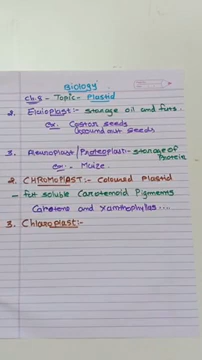 Biology
Ch.8 Topic:- Plastid
2. Elaioplast:- storage oil and fats.
ex. Castor seeds
Ground nut seeds
3. Aleuroplast/Proteoplast:- storage of Protein
ex.- Maize.
2. CHROMOPLAST:- Coloured Plastid
- fat soluble Carotenoid Pigments
Carotene and Xanthophylls...
3. Chloroplast:-